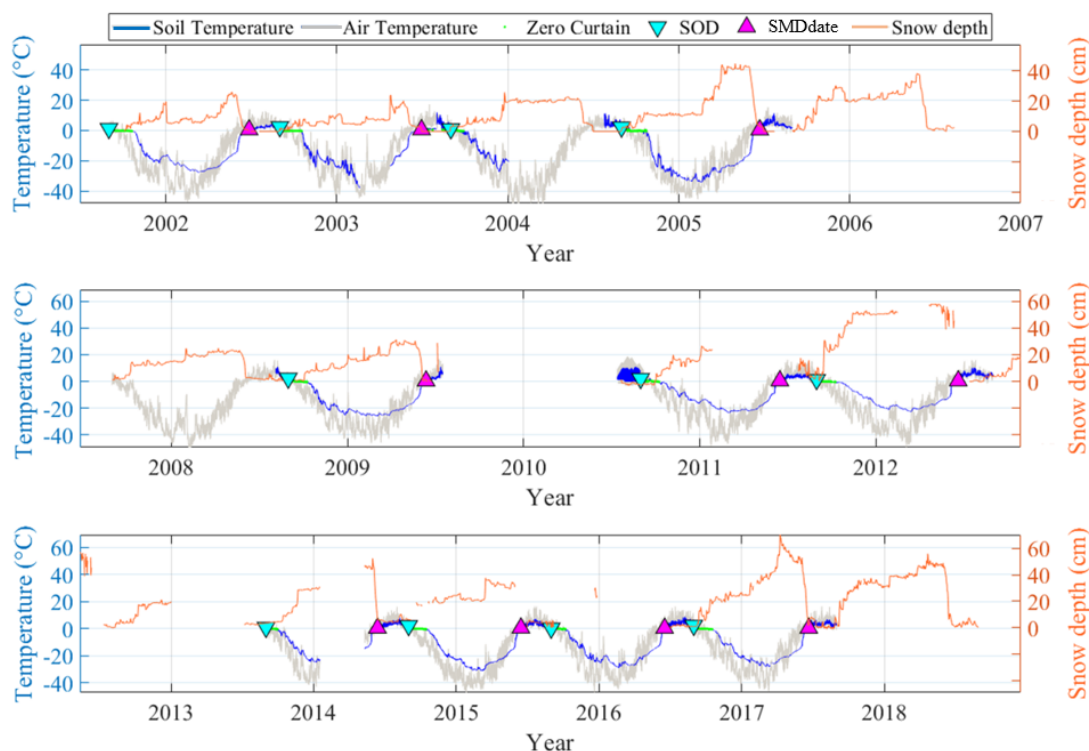 Soil Temperature Air Temperature Zero Curtain SOD SMDdate Snow depth
Temperature (°C)
40
20
0
-20
-40
40
20
0
Snow depth (cm)
2002 2003 2004 2005 2006 2007
Year
Temperature (°C)
60
40
20
0
-20
-40
60
40
20
0
Snow depth (cm)
2008 2009 2010 2011 2012
Year
Temperature (°C)
60
40
20
0
-20
-40
60
40
20
0
Snow depth (cm)
2013 2014 2015 2016 2017 2018
Year